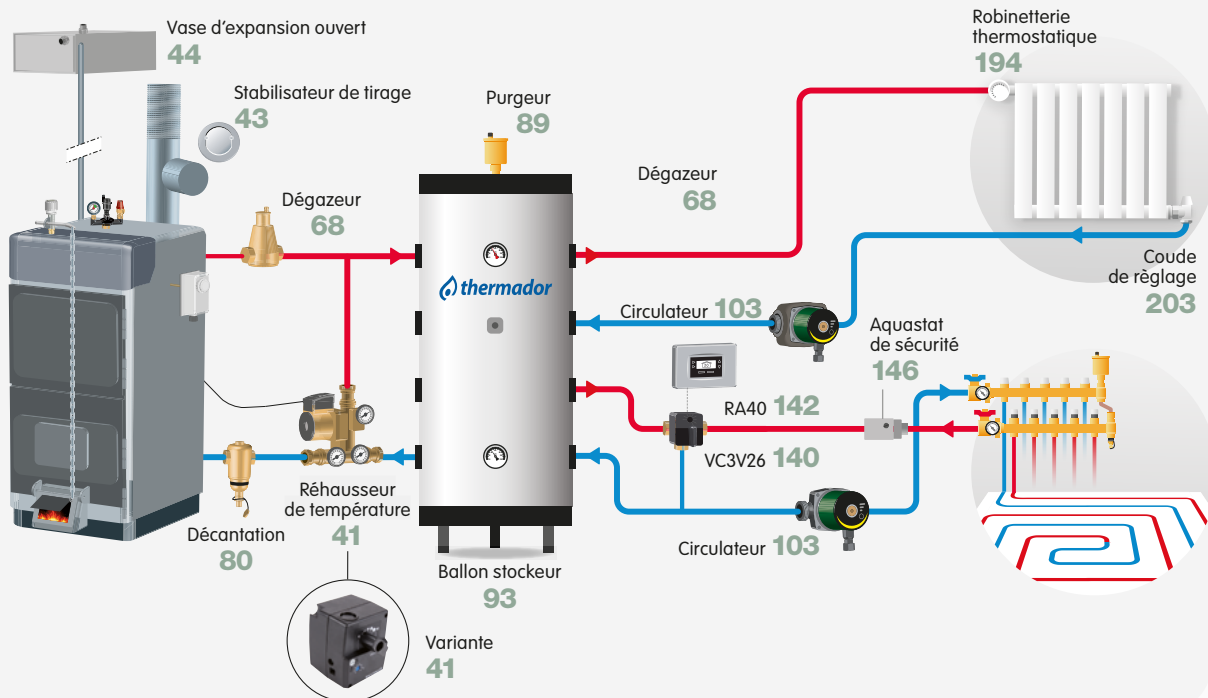 Vase d'expansion ouvert
44
Stabilisateur de tirage
43
Purgeur
89
Robinetterie
thermostatique
194
Dégazeur
68
Dégazeur
68
thermador
Circulateur 103
Coude
de règlage
203
Aquastat
de sécurité
146
RA40 142
VC3V26 140
Réhausseur
de température
41
Décantation
80
Circulateur 103
Ballon stockeur
93
Variante
41